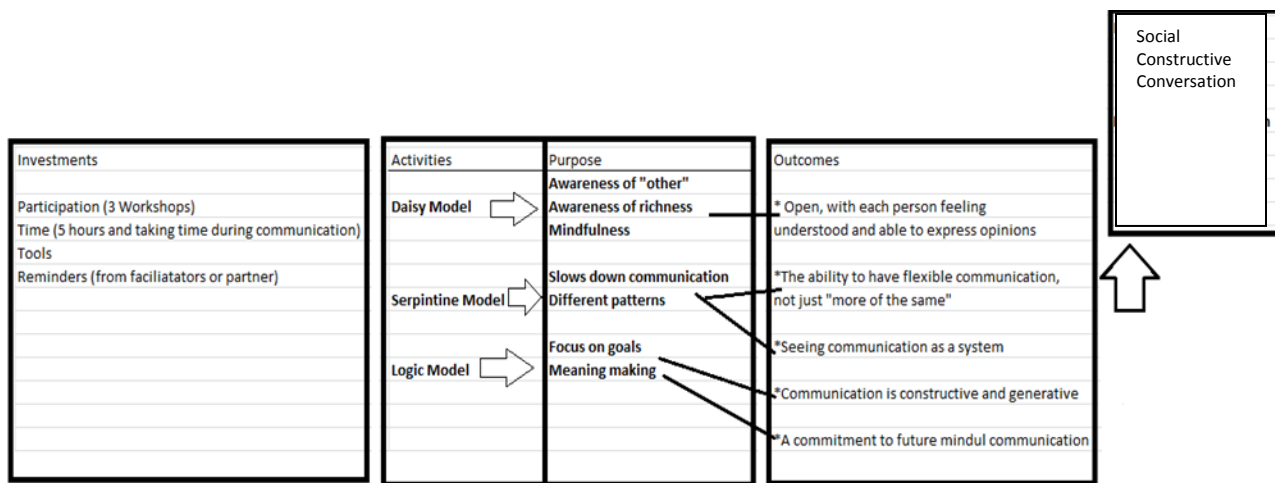 Social
Constructive
Conversation
Investments
Participation (3 Workshops)
Time (5 hours and taking time during communication)
Tools
Reminders (from faciliatators or partner)
Activities
Daisy Model
Serpintine Model
Logic Model
Purpose
Awareness of "other"
Awareness of richness
Mindfulness
Slows down communication
Different patterns
Focus on goals
Meaning making
Outcomes
* Open, with each person feeling
understood and able to express opinions
*The ability to have flexible communication,
not just "more of the same"
*Seeing communication as a system
*Communication is constructive and generative
*A commitment to future mindul communication